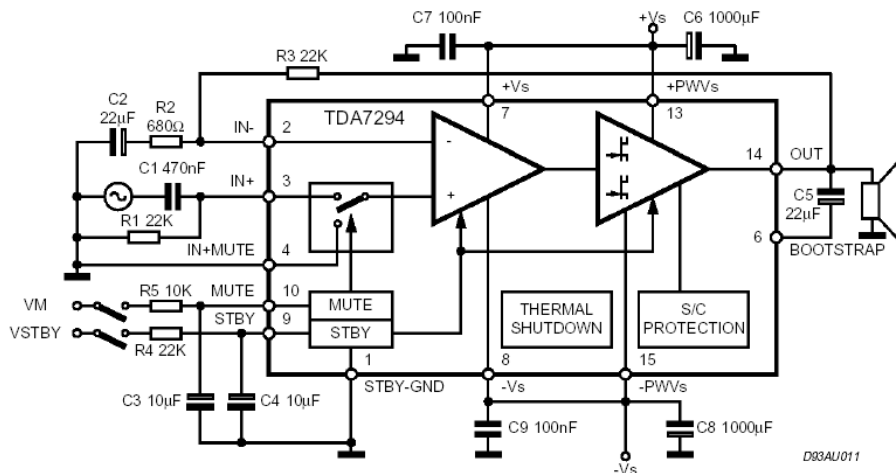 C7 100nF
+Vs
C6 1000µF
R3 22K
+Vs
+PWVs
C2
22µF
R2
680Ω
IN-
2
TDA7294
7
13
-
C1 470nF
IN+
3
+
14
OUT
R1 22K
C5
22µF
IN+MUTE
4
6
BOOTSTRAP
VM
R5 10K
MUTE
10
MUTE
THERMAL
SHUTDOWN
S/C
PROTECTION
VSTBY
R4 22K
STBY
9
STBY
1
8
15
STBY-GND
-Vs
-PWVs
C3 10µF
C4 10µF
C9 100nF
C8 1000µF
-Vs
D93AU011